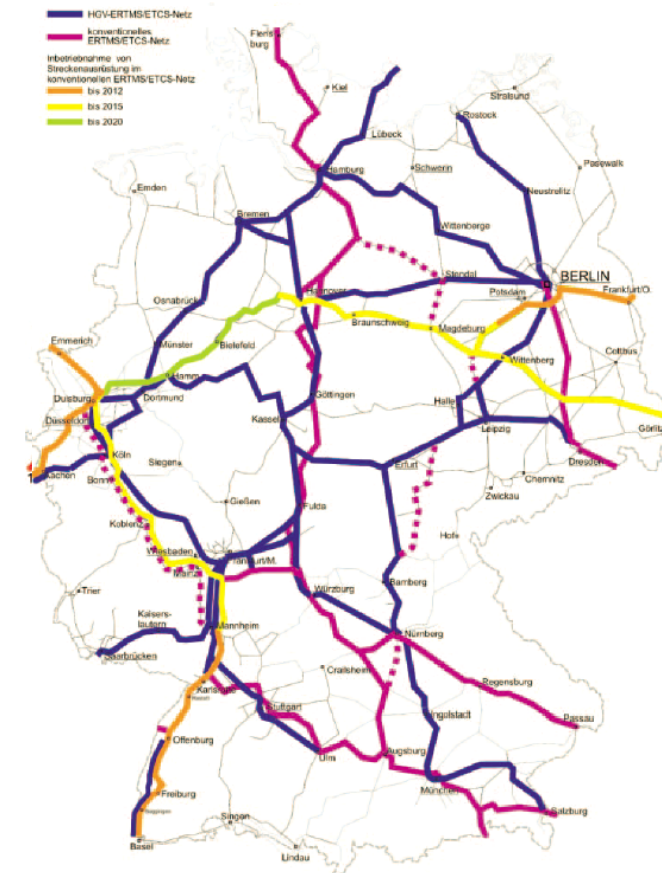 HGV-ERTMS/ETCS-Netz
konventionelles
ERTMS/ETCS-Netz
Inbetriebnahme von
Streckenausrüstung im
konventionellen ERTMS/ETCS-Netz
bis 2012
bis 2015
bis 2020
Flens
burg
Kiel
Stralsund
Rostock
Lübeck
Hamburg
Schwerin
Pasewalk
Emden
Neustrelitz
Bremen
Wittenberge
Stendal
BERLIN
Hannover
Potsdam
Frankfurt/O.
Osnabrück
Braunschweig
Magdeburg
Emmerich
Münster
Bielefeld
Wittenberg
Cottbus
Hamm
Duisburg
Dortmund
Göttingen
Halle
Düsseldorf
Kassel
Leipzig
Görlitz
Köln
Erfurt
Dresden
Aachen
Siegen
Chemnitz
Bonn
Zwickau
Gießen
Koblenz
Fulda
Hof
Wiesbaden
Frankfurt/M.
Mainz
Trier
Würzburg
Bamberg
Kaisers-
lautern
Mannheim
Nürnberg
Saarbrücken
Crailsheim
Karlsruhe
Regensburg
Stuttgart
Ingolstadt
Passau
Offenburg
Ulm
Augsburg
Freiburg
München
Salzburg
Singen
Basel
Lindau